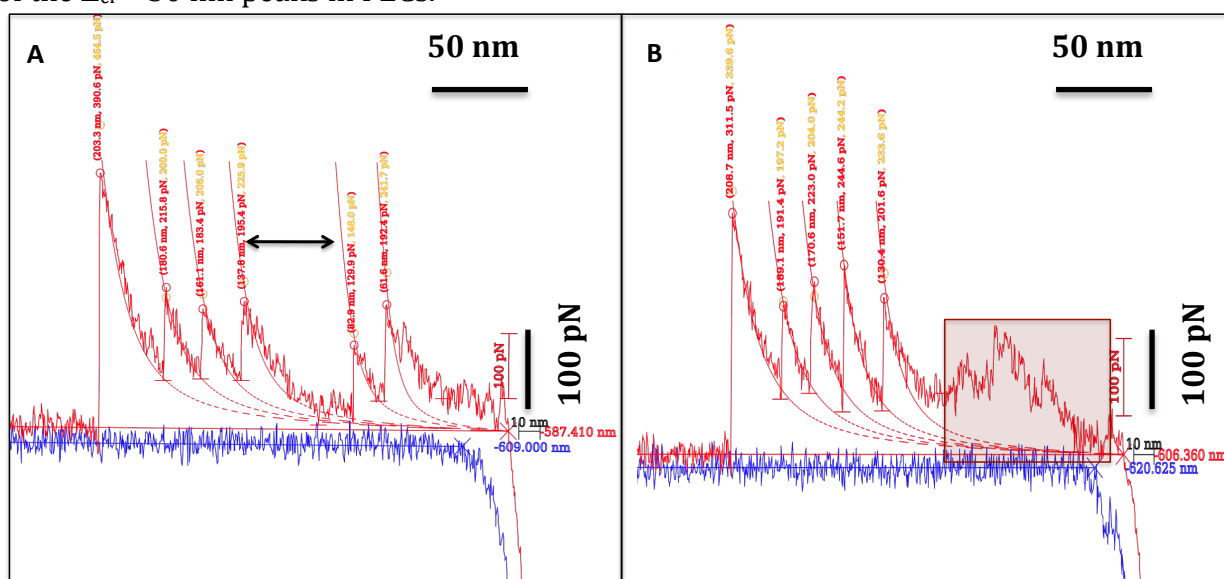 A
50 nm
(203.3 nm, 390.6 pN, 464.5 pN)
(180.6 nm, 215.8 pN, 200.0 pN)
(161.1 nm, 183.4 pN, 208.0 pN)
(137.8 nm, 195.4 pN, 225.9 pN)
(82.9 nm, 129.9 pN, 146.0 pN)
(61.6 nm, 192.4 pN, 241.7 pN)
100 pN
100 pN
10 nm
-587.410 nm
-609.000 nm
B
50 nm
(208.7 nm, 311.5 pN, 339.6 pN)
(189.1 nm, 191.4 pN, 197.2 pN)
(170.6 nm, 223.0 pN, 204.0 pN)
(151.7 nm, 244.6 pN, 244.2 pN)
(130.4 nm, 201.6 pN, 233.6 pN)
100 pN
100 pN
10 nm
-606.360 nm
-620.625 nm